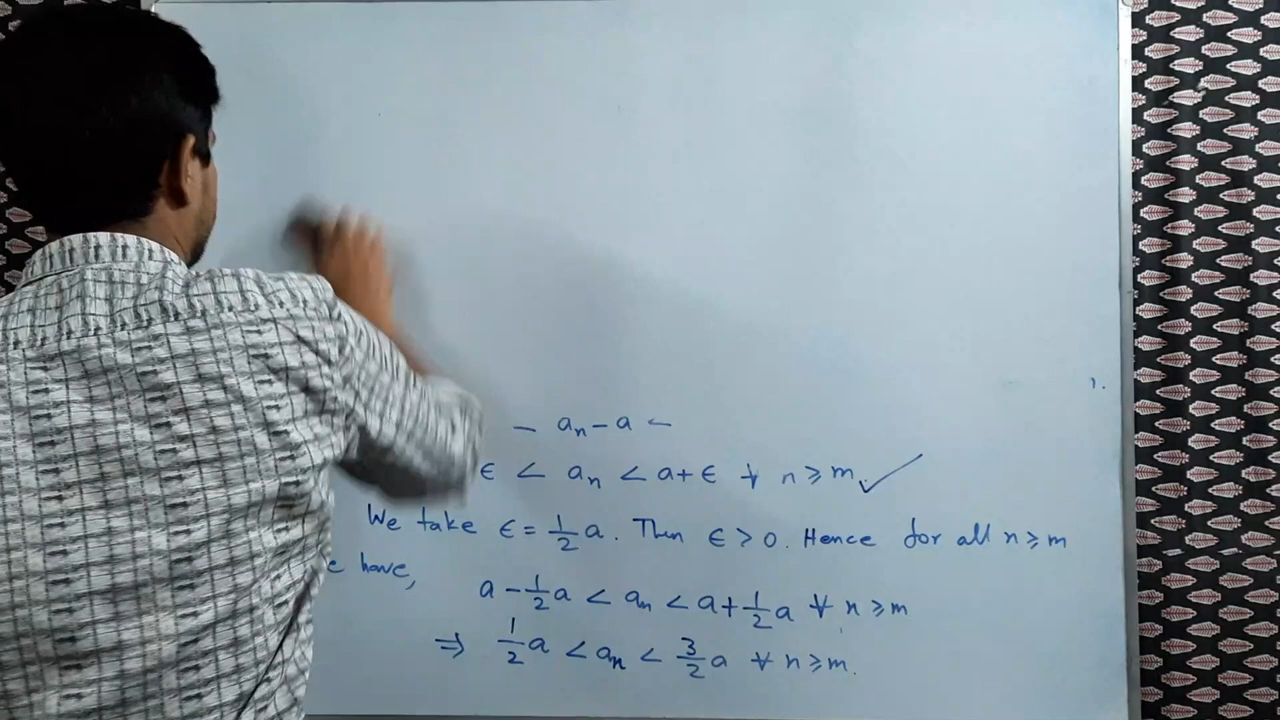 – aₙ – a –
ϵ < aₙ < a+ϵ ∀ n ≥ m ✓
We take ϵ = 1/2 a. Then ϵ > 0. Hence for all n ≥ m
e have,
a – 1/2 a < aₙ < a + 1/2 a ∀ n ≥ m
⇒ 1/2 a < aₙ < 3/2 a ∀ n ≥ m.